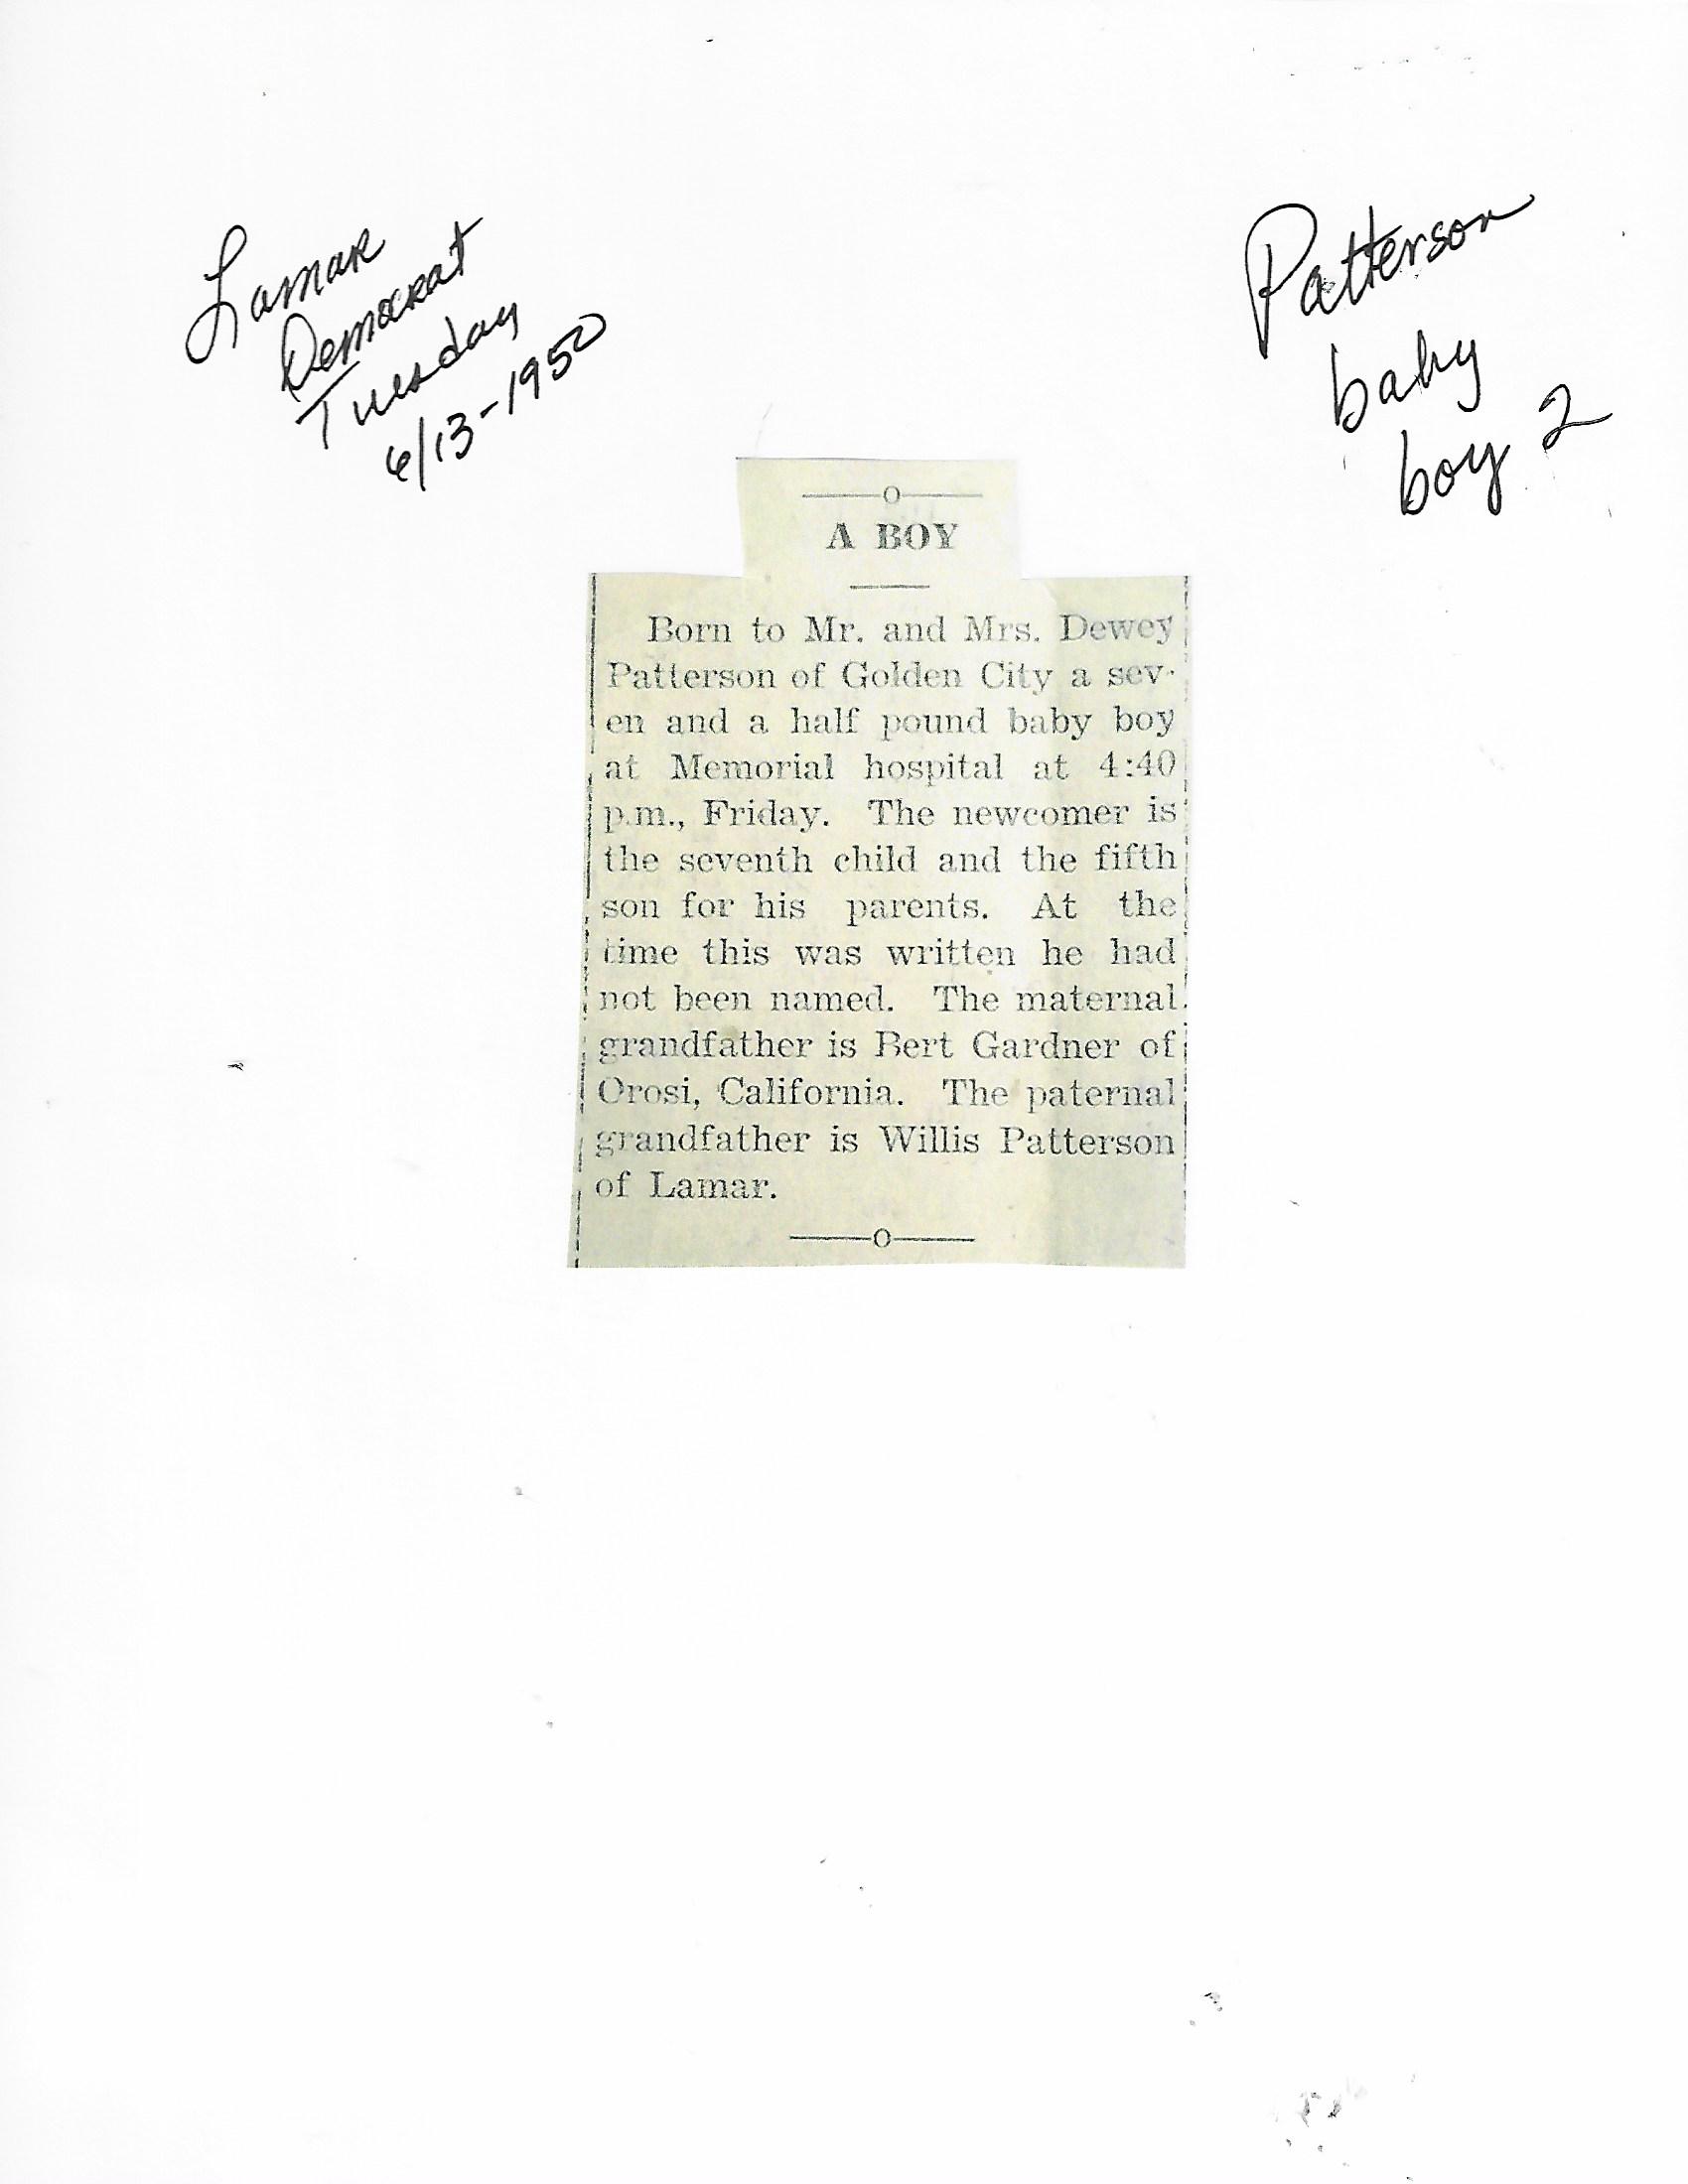 Lamar
Democrat
Tuesday
6/13-1950
Patterson
baby
boy 2
A BOY
Born to Mr. and Mrs. Dewey
Patterson of Golden City a sev-
en and a half pound baby boy
at Memorial hospital at 4:40
p.m., Friday. The newcomer is
the seventh child and the fifth
son for his parents. At the
time this was written he had
not been named. The maternal
grandfather is Bert Gardner of
Orosi, California. The paternal
grandfather is Willis Patterson
of Lamar.